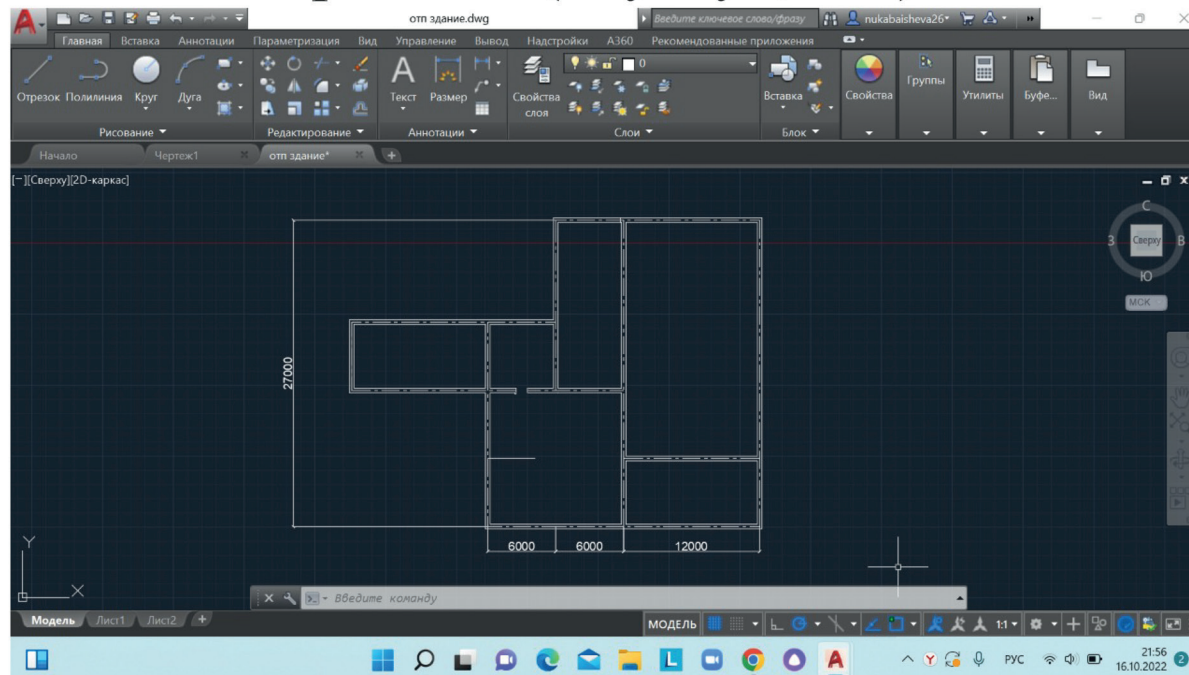 отп здание.dwg
Введите ключевое слово/фразу
nukabaisheva26
Главная Вставка Аннотации Параметризация Вид Управление Вывод Надстройки A360 Рекомендованные приложения
Отрезок Полилиния Круг Дуга
Текст Размер
Свойства слоя
0
Вставка
Свойства
Группы
Утилиты
Буфе...
Вид
Рисование Редактирование Аннотации Слои Блок
Начало Чертеж1 отп здание* +
[−][Сверху][2D-каркас]
С
З Сверху В
Ю
МСК
27000
6000 6000 12000
Y
X
Введите команду
Модель Лист1 Лист2 +
МОДЕЛЬ 1:1
РУС
21:56
16.10.2022
2